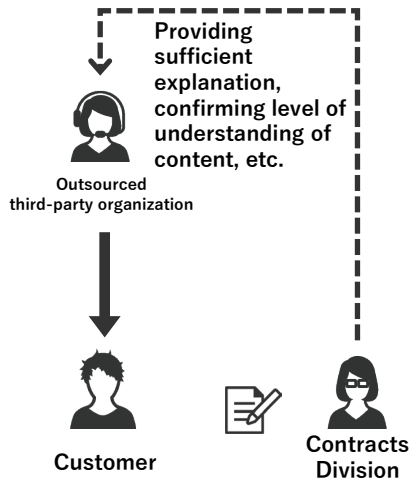 Providing
sufficient
explanation,
confirming level of
understanding of
content, etc.
Outsourced
third-party organization
Customer
Contracts
Division